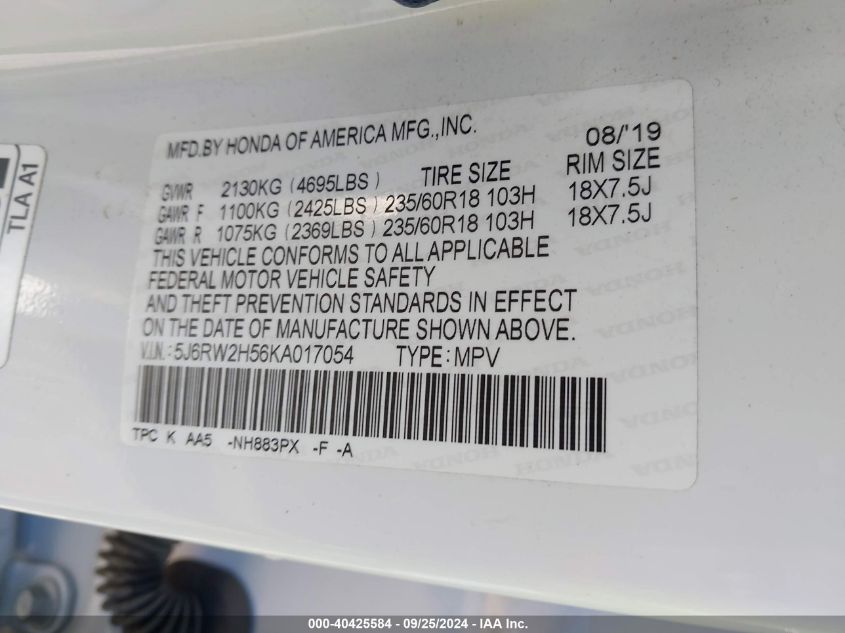 TLA A1
MFD.BY HONDA OF AMERICA MFG.,INC. 08/'19
GVWR 2130KG (4695LBS) TIRE SIZE RIM SIZE
GAWR F 1100KG (2425LBS) 235/60R18 103H 18X7.5J
GAWR R 1075KG (2369LBS) 235/60R18 103H 18X7.5J
THIS VEHICLE CONFORMS TO ALL APPLICABLE
FEDERAL MOTOR VEHICLE SAFETY
AND THEFT PREVENTION STANDARDS IN EFFECT
ON THE DATE OF MANUFACTURE SHOWN ABOVE.
V.I.N.: 5J6RW2H56KA017054 TYPE: MPV
TPC K AA5 -NH883PX -F -A
000-40425584 - 09/25/2024 - IAA Inc.